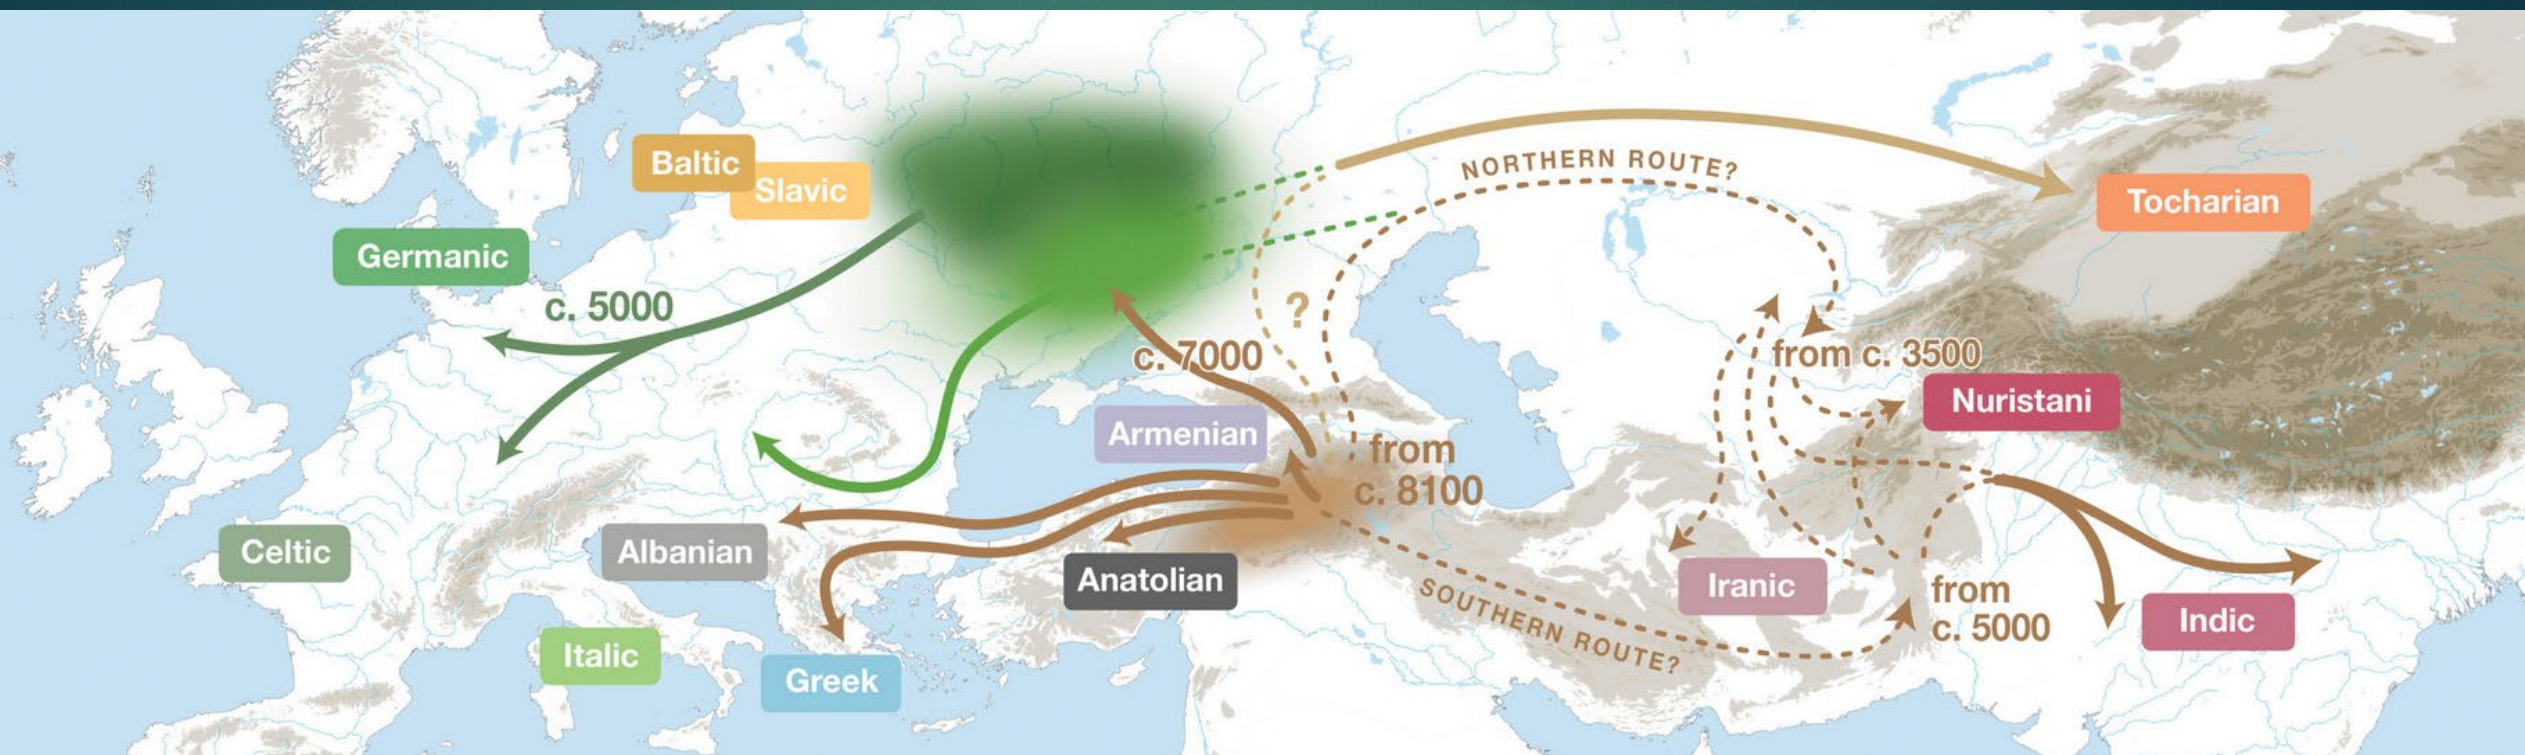 Baltic
Slavic
Germanic
c. 5000
NORTHERN ROUTE?
Tocharian
?
c. 7000
from c. 3500
Nuristani
Armenian
from
c. 8100
Celtic
Albanian
Anatolian
SOUTHERN ROUTE?
Iranic
from
c. 5000
Indic
Italic
Greek